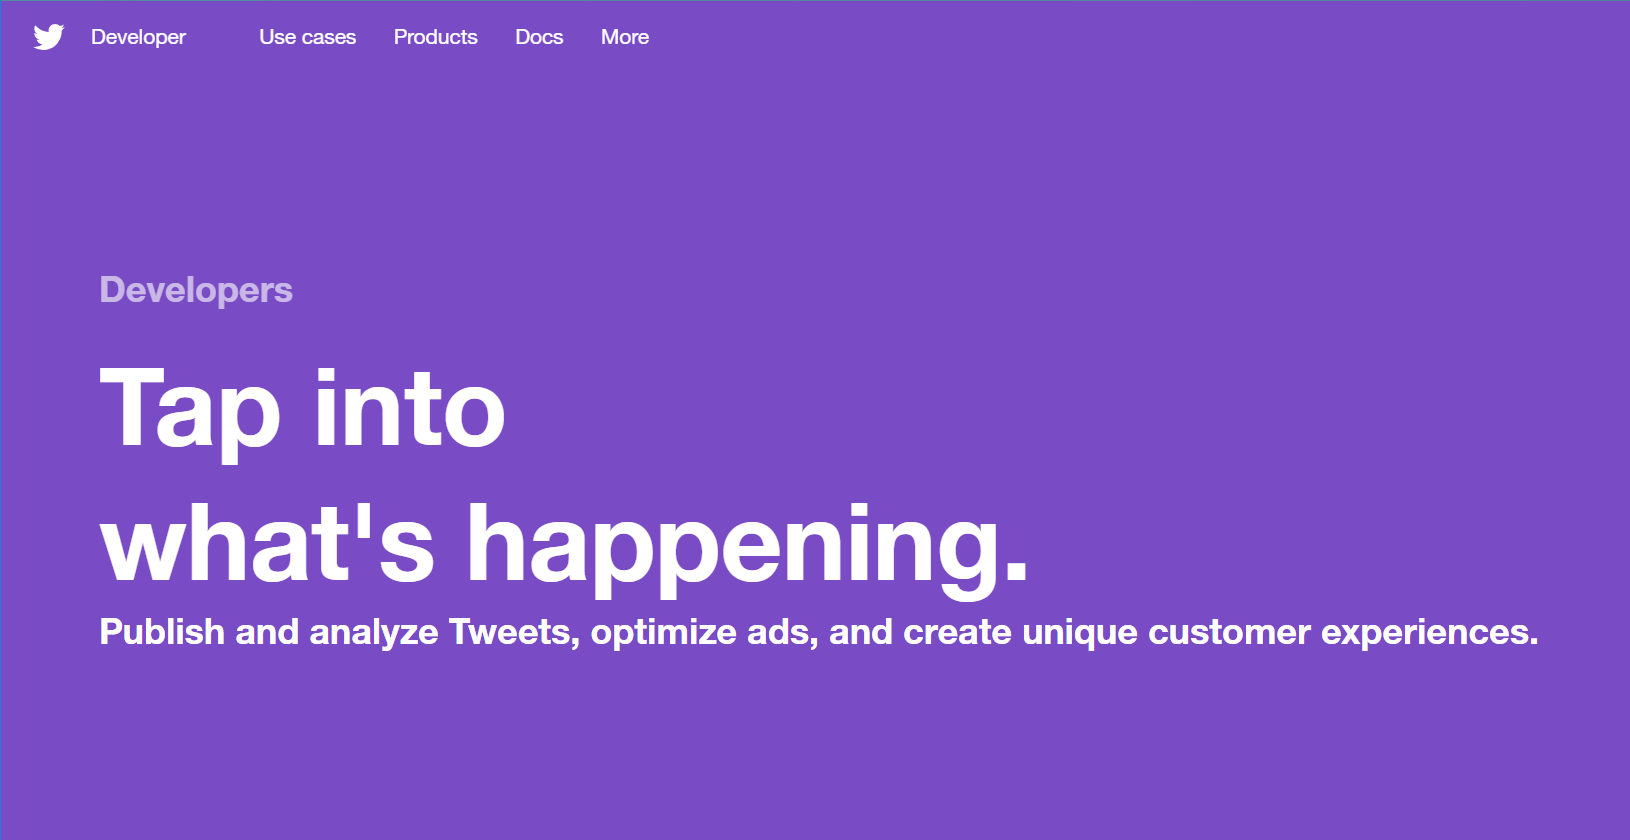 Developer Use cases Products Docs More
Developers
Tap into
what's happening.
Publish and analyze Tweets, optimize ads, and create unique customer experiences.